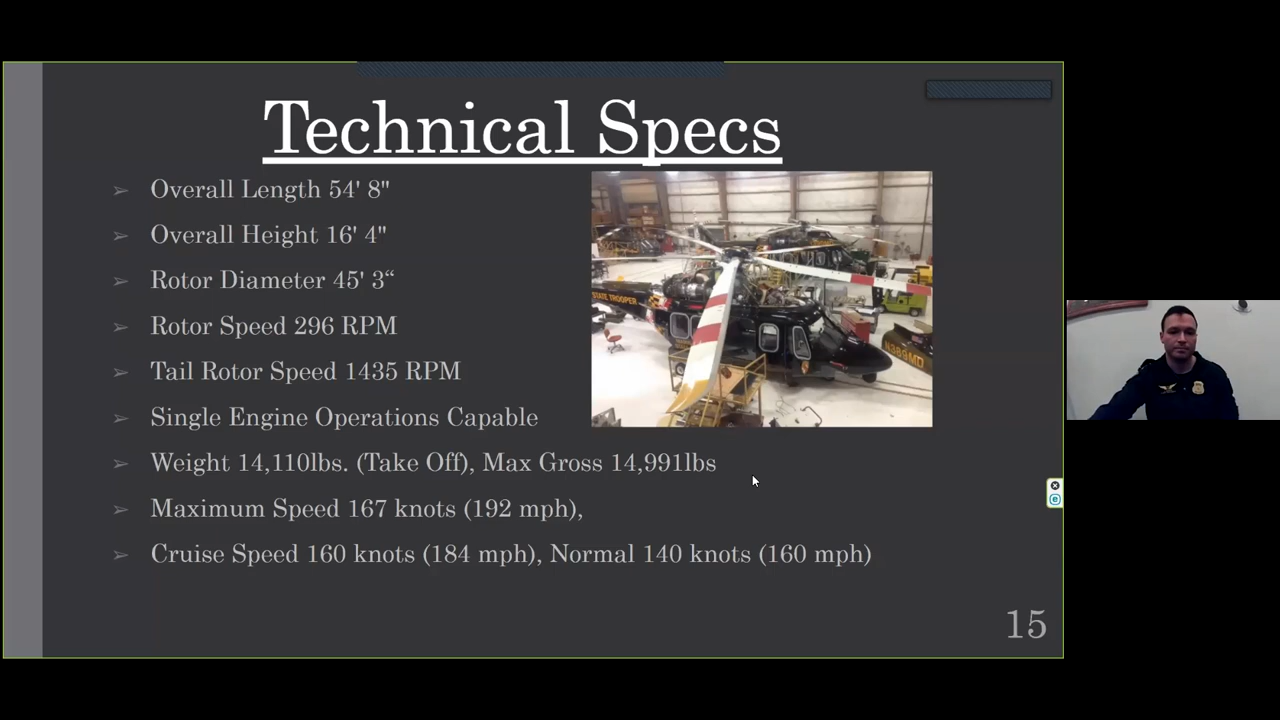 Technical Specs
➢ Overall Length 54' 8"
➢ Overall Height 16' 4"
➢ Rotor Diameter 45' 3“
➢ Rotor Speed 296 RPM
➢ Tail Rotor Speed 1435 RPM
➢ Single Engine Operations Capable
➢ Weight 14,110lbs. (Take Off), Max Gross 14,991lbs
➢ Maximum Speed 167 knots (192 mph),
➢ Cruise Speed 160 knots (184 mph), Normal 140 knots (160 mph)
STATE TROOPER
N389MD
15